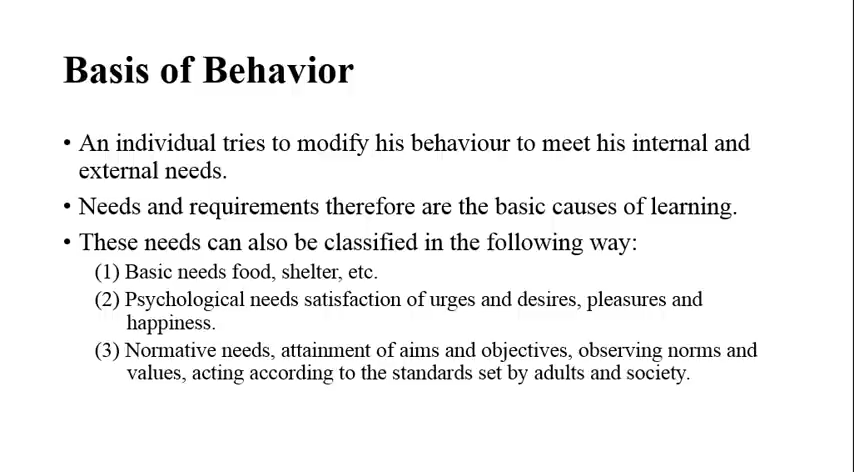 Basis of Behavior
• An individual tries to modify his behaviour to meet his internal and
external needs.
• Needs and requirements therefore are the basic causes of learning.
• These needs can also be classified in the following way:
(1) Basic needs food, shelter, etc.
(2) Psychological needs satisfaction of urges and desires, pleasures and
happiness.
(3) Normative needs, attainment of aims and objectives, observing norms and
values, acting according to the standards set by adults and society.